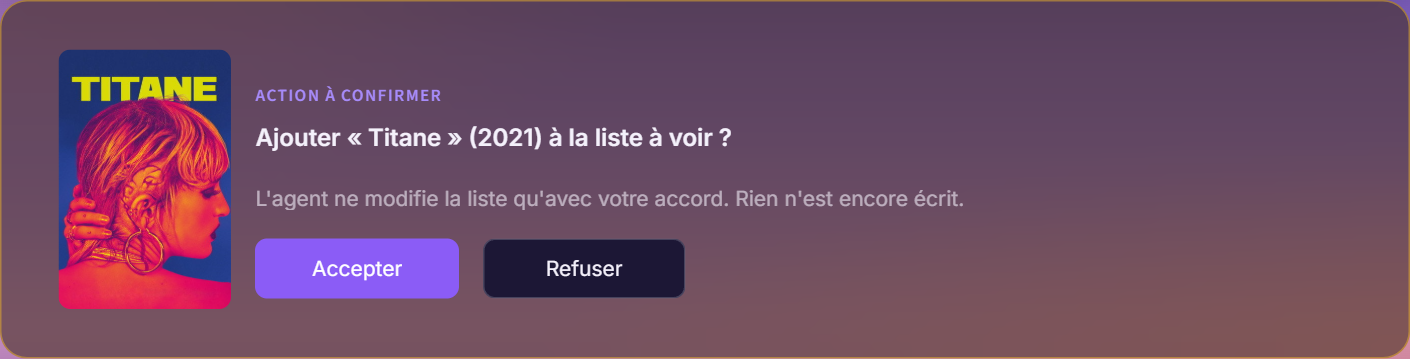 TITANE
ACTION À CONFIRMER
Ajouter « Titane » (2021) à la liste à voir ?
L'agent ne modifie la liste qu'avec votre accord. Rien n'est encore écrit.
Accepter
Refuser